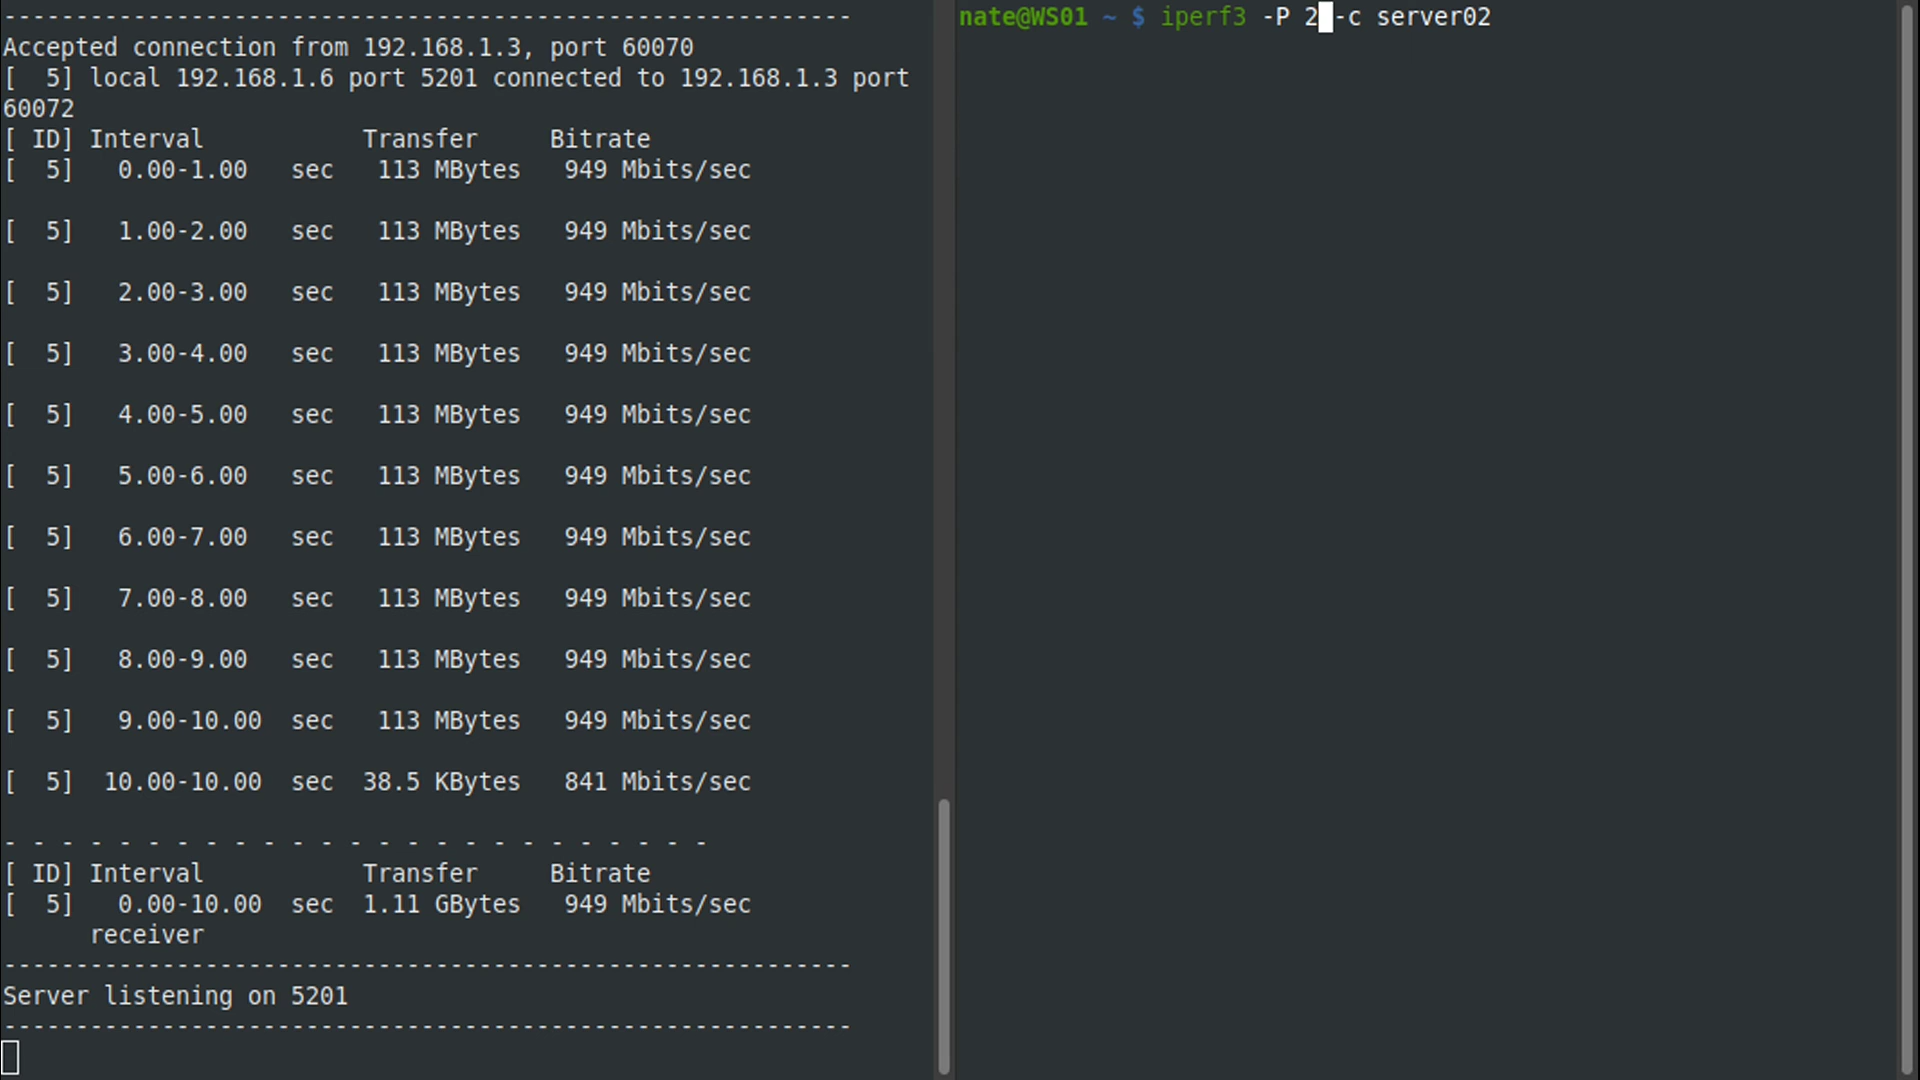 -----------------------------------------------------------
Accepted connection from 192.168.1.3, port 60070
[  5] local 192.168.1.6 port 5201 connected to 192.168.1.3 port
60072
[ ID] Interval           Transfer     Bitrate
[  5]   0.00-1.00   sec   113 MBytes   949 Mbits/sec
[  5]   1.00-2.00   sec   113 MBytes   949 Mbits/sec
[  5]   2.00-3.00   sec   113 MBytes   949 Mbits/sec
[  5]   3.00-4.00   sec   113 MBytes   949 Mbits/sec
[  5]   4.00-5.00   sec   113 MBytes   949 Mbits/sec
[  5]   5.00-6.00   sec   113 MBytes   949 Mbits/sec
[  5]   6.00-7.00   sec   113 MBytes   949 Mbits/sec
[  5]   7.00-8.00   sec   113 MBytes   949 Mbits/sec
[  5]   8.00-9.00   sec   113 MBytes   949 Mbits/sec
[  5]   9.00-10.00  sec   113 MBytes   949 Mbits/sec
[  5]  10.00-10.00  sec  38.5 KBytes   841 Mbits/sec
- - - - - - - - - - - - - - - - - - - - - - - - -
[ ID] Interval           Transfer     Bitrate
[  5]   0.00-10.00  sec  1.11 GBytes   949 Mbits/sec
      receiver
-----------------------------------------------------------
Server listening on 5201
-----------------------------------------------------------
nate@WS01 ~ $ iperf3 -P 2 -c server02